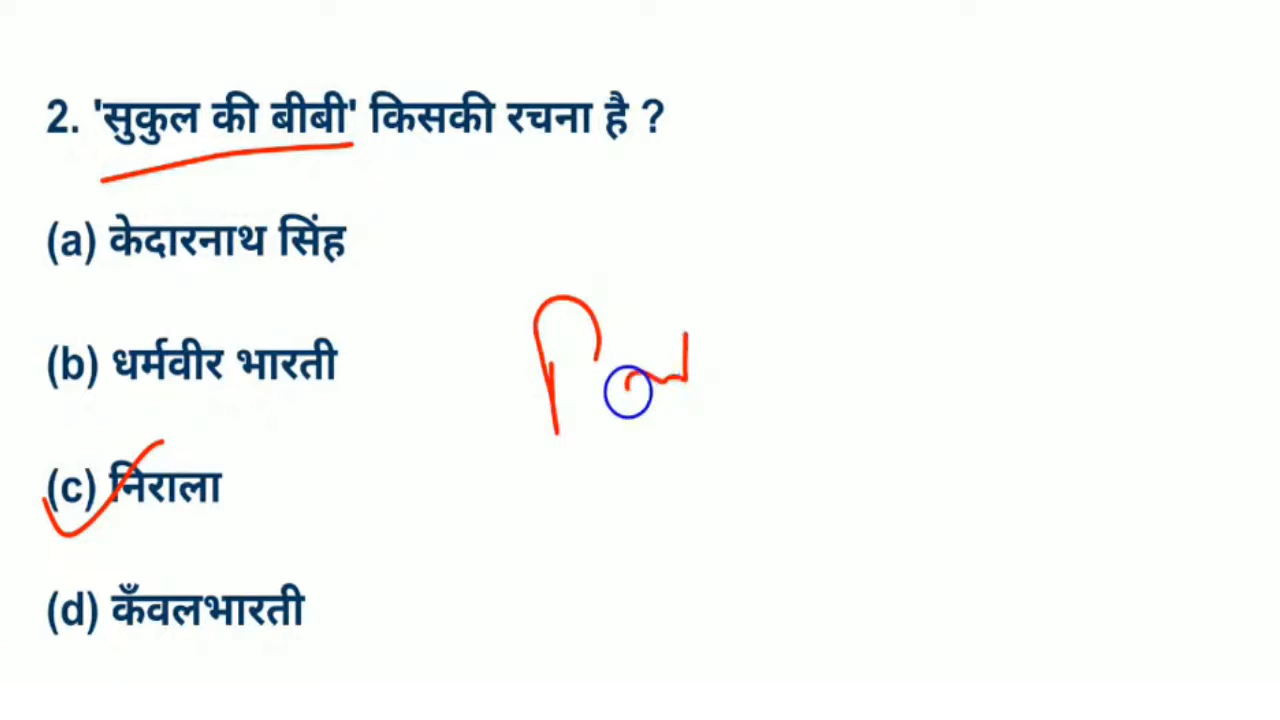 2. 'सुकुल की बीबी' किसकी रचना है ?
(a) केदारनाथ सिंह
(b) धर्मवीर भारती
(c) निराला
(d) कँवलभारती